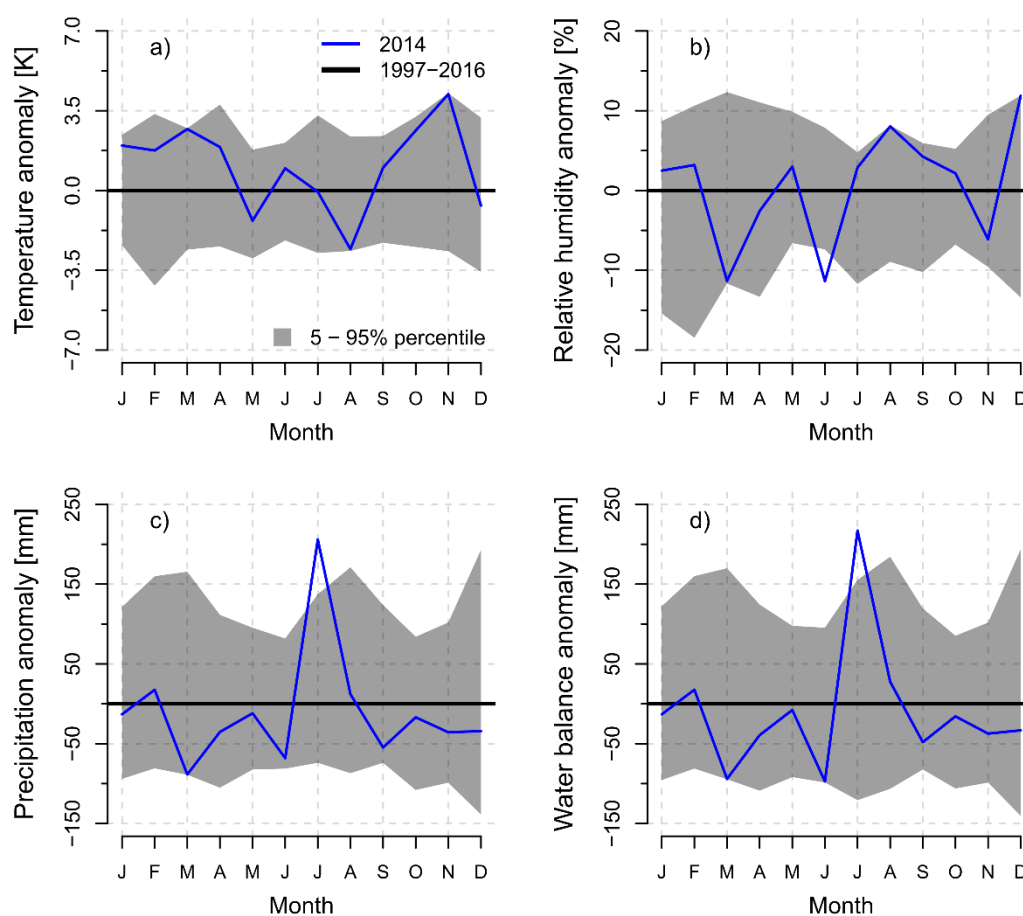 a)
2014
1997−2016
5 − 95% percentile
Temperature anomaly [K]
7.0
3.5
0.0
−3.5
−7.0
J F M A M J J A S O N D
Month
b)
Relative humidity anomaly [%]
20
10
0
−10
−20
J F M A M J J A S O N D
Month
c)
Precipitation anomaly [mm]
250
150
50
−50
−150
J F M A M J J A S O N D
Month
d)
Water balance anomaly [mm]
250
150
50
−50
−150
J F M A M J J A S O N D
Month